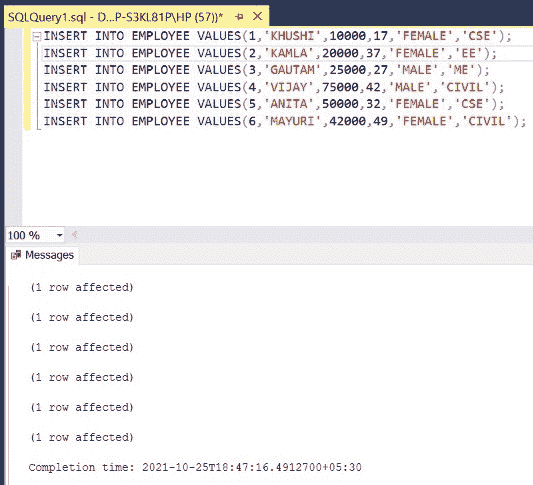 SQLQuery1.sql - D...P-S3KL81P\HP (57))*
INSERT INTO EMPLOYEE VALUES(1,'KHUSHI',10000,17,'FEMALE','CSE');
INSERT INTO EMPLOYEE VALUES(2,'KAMLA',20000,37,'FEMALE','EE');
INSERT INTO EMPLOYEE VALUES(3,'GAUTAM',25000,27,'MALE','ME');
INSERT INTO EMPLOYEE VALUES(4,'VIJAY',75000,42,'MALE','CIVIL');
INSERT INTO EMPLOYEE VALUES(5,'ANITA',50000,32,'FEMALE','CSE');
INSERT INTO EMPLOYEE VALUES(6,'MAYURI',42000,49,'FEMALE','CIVIL');
100 %
Messages
(1 row affected)
(1 row affected)
(1 row affected)
(1 row affected)
(1 row affected)
(1 row affected)
Completion time: 2021-10-25T18:47:16.4912700+05:30